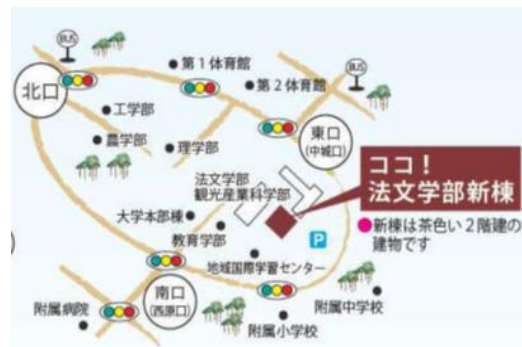 BUS
第1体育館
BUS
北口
第2体育館
工学部
農学部
理学部
東口
(中城口)
ココ！
法文学部新棟
法文学部
観光産業科学部
●新棟は茶色い2階建の
建物です
大学本部棟
教育学部
P
地域国際学習センター
南口
(西原口)
附属病院
附属中学校
附属小学校